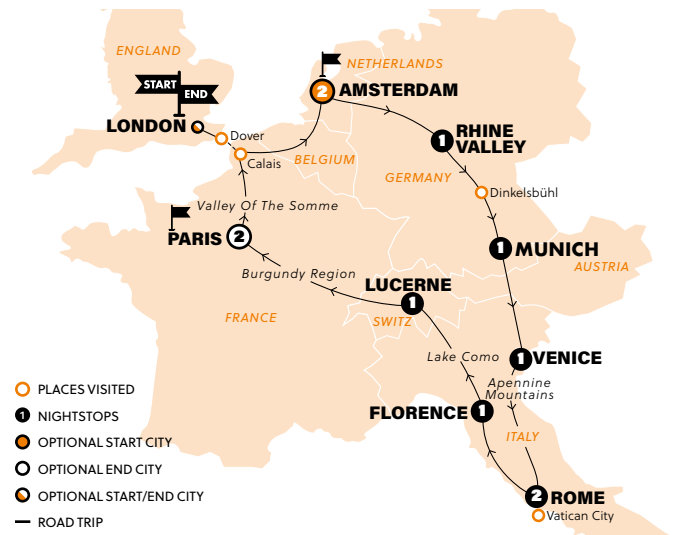 ENGLAND
START
END
LONDON
Dover
Calais
NETHERLANDS
2
AMSTERDAM
BELGIUM
1
RHINE
VALLEY
GERMANY
Dinkelsbühl
Valley Of The Somme
PARIS
2
Burgundy Region
1
MUNICH
AUSTRIA
LUCERNE
1
FRANCE
SWITZ
Lake Como
1
VENICE
Apennine
Mountains
FLORENCE
1
ITALY
2
ROME
Vatican City
PLACES VISITED
1 NIGHTSTOPS
OPTIONAL START CITY
OPTIONAL END CITY
OPTIONAL START/END CITY
ROAD TRIP